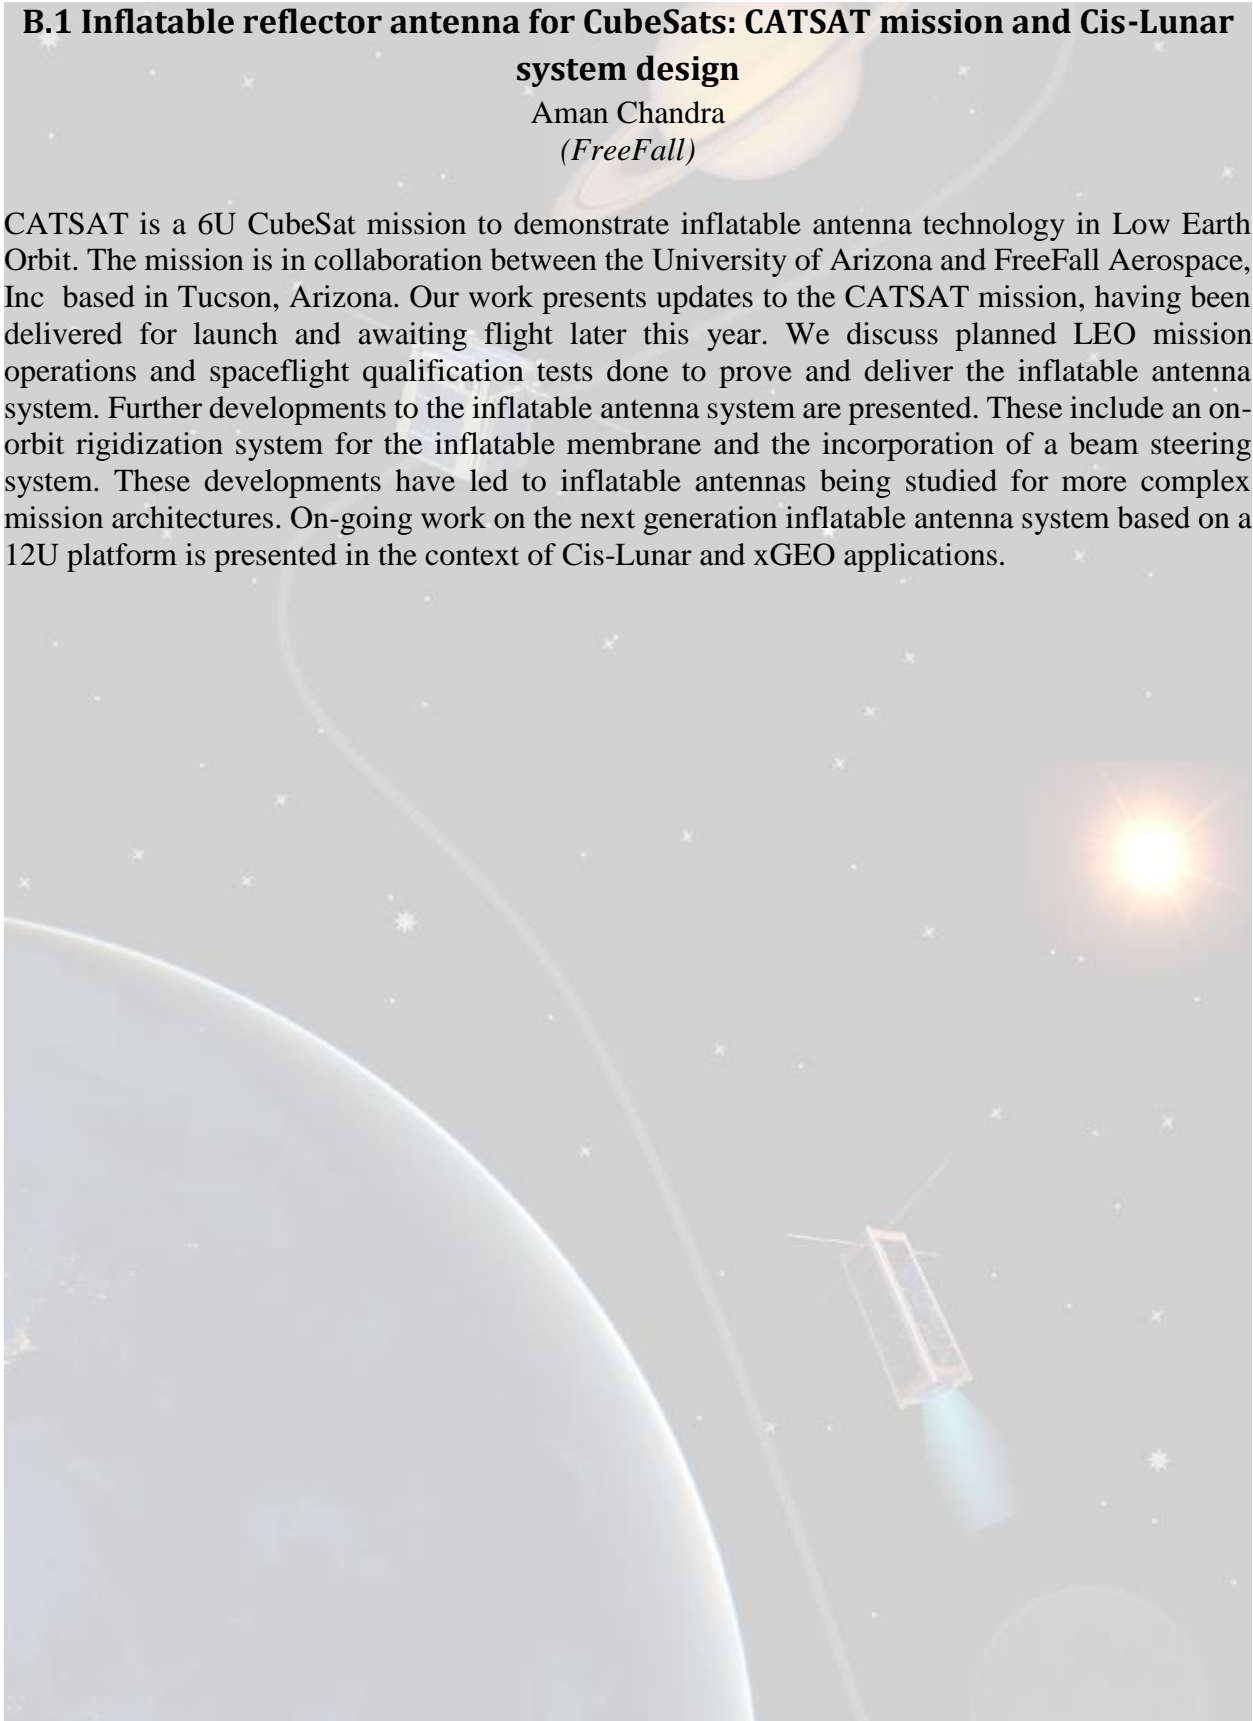 B.1 Inflatable reflector antenna for CubeSats: CATSAT mission and Cis-Lunar
system design
Aman Chandra
(FreeFall)
CATSAT is a 6U CubeSat mission to demonstrate inflatable antenna technology in Low Earth
Orbit. The mission is in collaboration between the University of Arizona and FreeFall Aerospace,
Inc based in Tucson, Arizona. Our work presents updates to the CATSAT mission, having been
delivered for launch and awaiting flight later this year. We discuss planned LEO mission
operations and spaceflight qualification tests done to prove and deliver the inflatable antenna
system. Further developments to the inflatable antenna system are presented. These include an on-
orbit rigidization system for the inflatable membrane and the incorporation of a beam steering
system. These developments have led to inflatable antennas being studied for more complex
mission architectures. On-going work on the next generation inflatable antenna system based on a
12U platform is presented in the context of Cis-Lunar and xGEO applications.